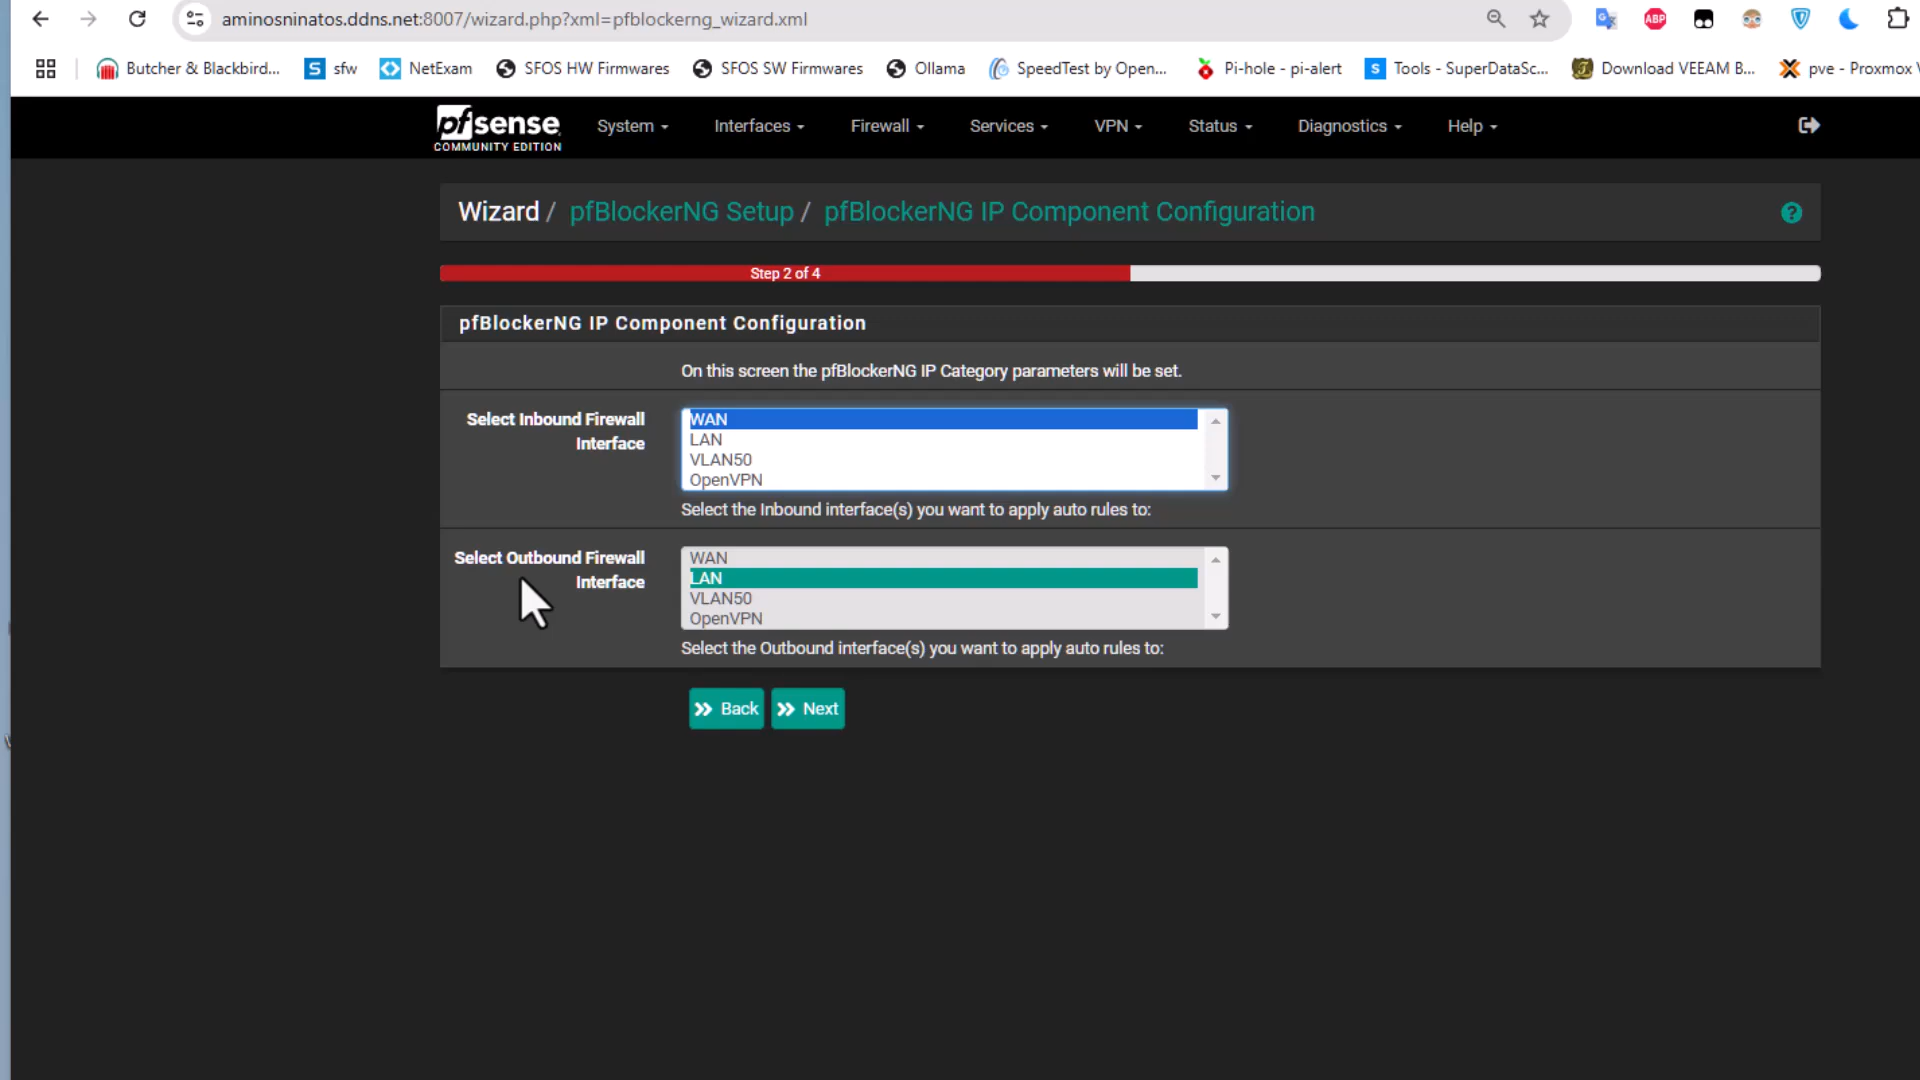 aminosninatos.ddns.net:8007/wizard.php?xml=pfblockerng_wizard.xml
ABP
Butcher & Blackbird... S sfw NetExam SFOS HW Firmwares SFOS SW Firmwares Ollama SpeedTest by Open... Pi-hole - pi-alert S Tools - SuperDataSc... Download VEEAM B... pve - Proxmox
pfsense System Interfaces Firewall Services VPN Status Diagnostics Help
COMMUNITY EDITION
Wizard / pfBlockerNG Setup / pfBlockerNG IP Component Configuration ?
Step 2 of 4
pfBlockerNG IP Component Configuration
On this screen the pfBlockerNG IP Category parameters will be set.
Select Inbound Firewall
Interface
WAN
LAN
VLAN50
OpenVPN
Select the Inbound interface(s) you want to apply auto rules to:
Select Outbound Firewall
Interface
WAN
LAN
VLAN50
OpenVPN
Select the Outbound interface(s) you want to apply auto rules to:
Back Next